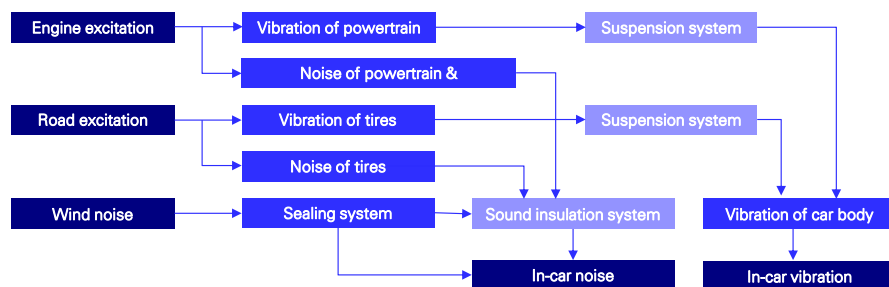 Engine excitation
Vibration of powertrain
Suspension system
Noise of powertrain &
Road excitation
Vibration of tires
Suspension system
Noise of tires
Wind noise
Sealing system
Sound insulation system
Vibration of car body
In-car noise
In-car vibration